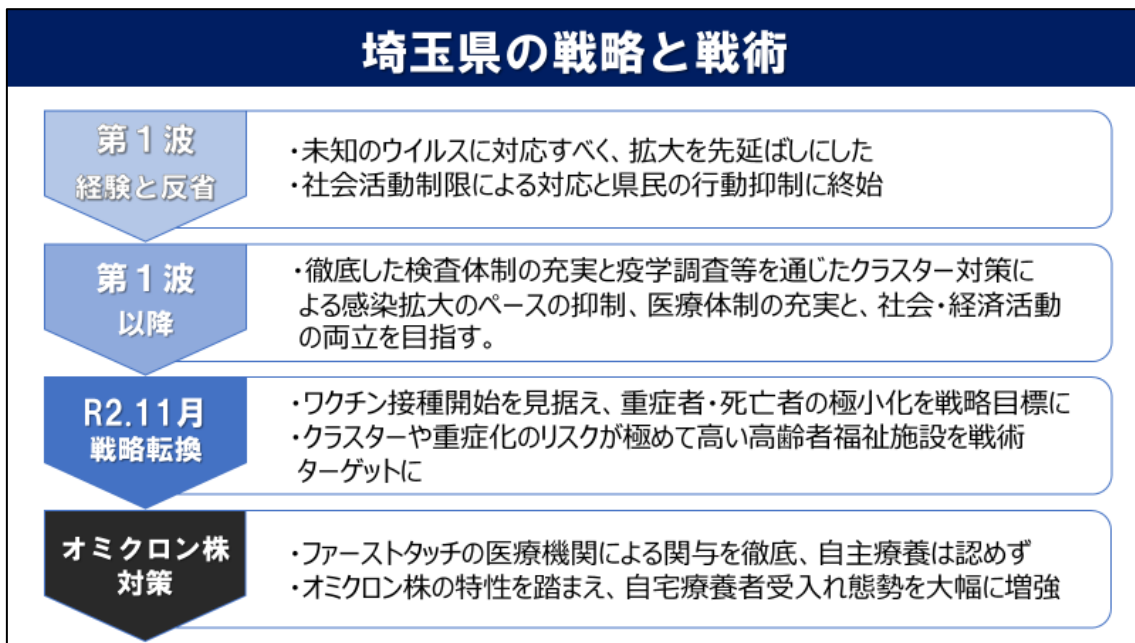 埼玉県の戦略と戦術
第１波
経験と反省
・未知のウイルスに対応すべく、拡大を先延ばしにした
・社会活動制限による対応と県民の行動抑制に終始
第１波
以降
・徹底した検査体制の充実と疫学調査等を通じたクラスター対策に
よる感染拡大のペースの抑制、医療体制の充実と、社会・経済活動
の両立を目指す。
R2.11月
戦略転換
・ワクチン接種開始を見据え、重症者・死亡者の極小化を戦略目標に
・クラスターや重症化のリスクが極めて高い高齢者福祉施設を戦術
ターゲットに
オミクロン株
対策
・ファーストタッチの医療機関による関与を徹底、自主療養は認めず
・オミクロン株の特性を踏まえ、自宅療養者受入れ態勢を大幅に増強